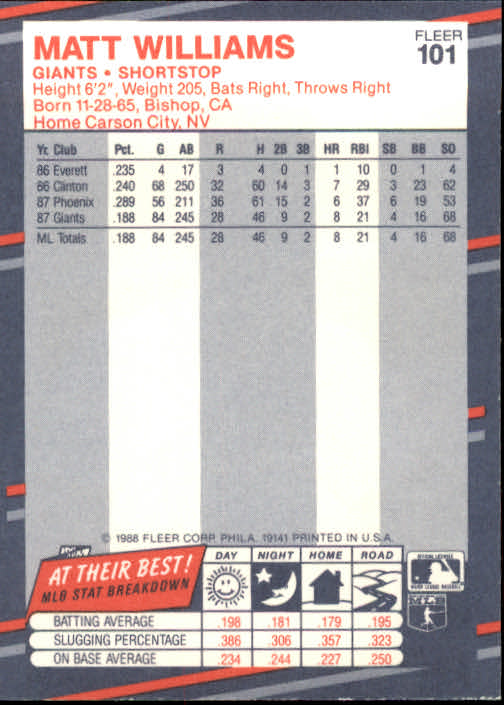 MATT WILLIAMS
FLEER
101
GIANTS • SHORTSTOP
Height 6'2", Weight 205, Bats Right, Throws Right
Born 11-28-65, Bishop, CA
Home Carson City, NV
Yr. Club Pct. G AB R H 2B 3B HR RBI SB BB SO
86 Everett .235 4 17 3 4 0 1 1 10 0 1 4
86 Clinton .240 68 250 32 60 14 3 7 29 3 23 62
87 Phoenix .289 56 211 36 61 15 2 6 37 6 19 53
87 Giants .188 84 245 28 46 9 2 8 21 4 16 68
ML Totals .188 84 245 28 46 9 2 8 21 4 16 68
© 1988 FLEER CORP. PHILA. 19141 PRINTED IN U.S.A.
AT THEIR BEST!
MLB STAT BREAKDOWN
DAY NIGHT HOME ROAD
BATTING AVERAGE .198 .181 .179 .195
SLUGGING PERCENTAGE .386 .306 .357 .323
ON BASE AVERAGE .234 .244 .227 .250